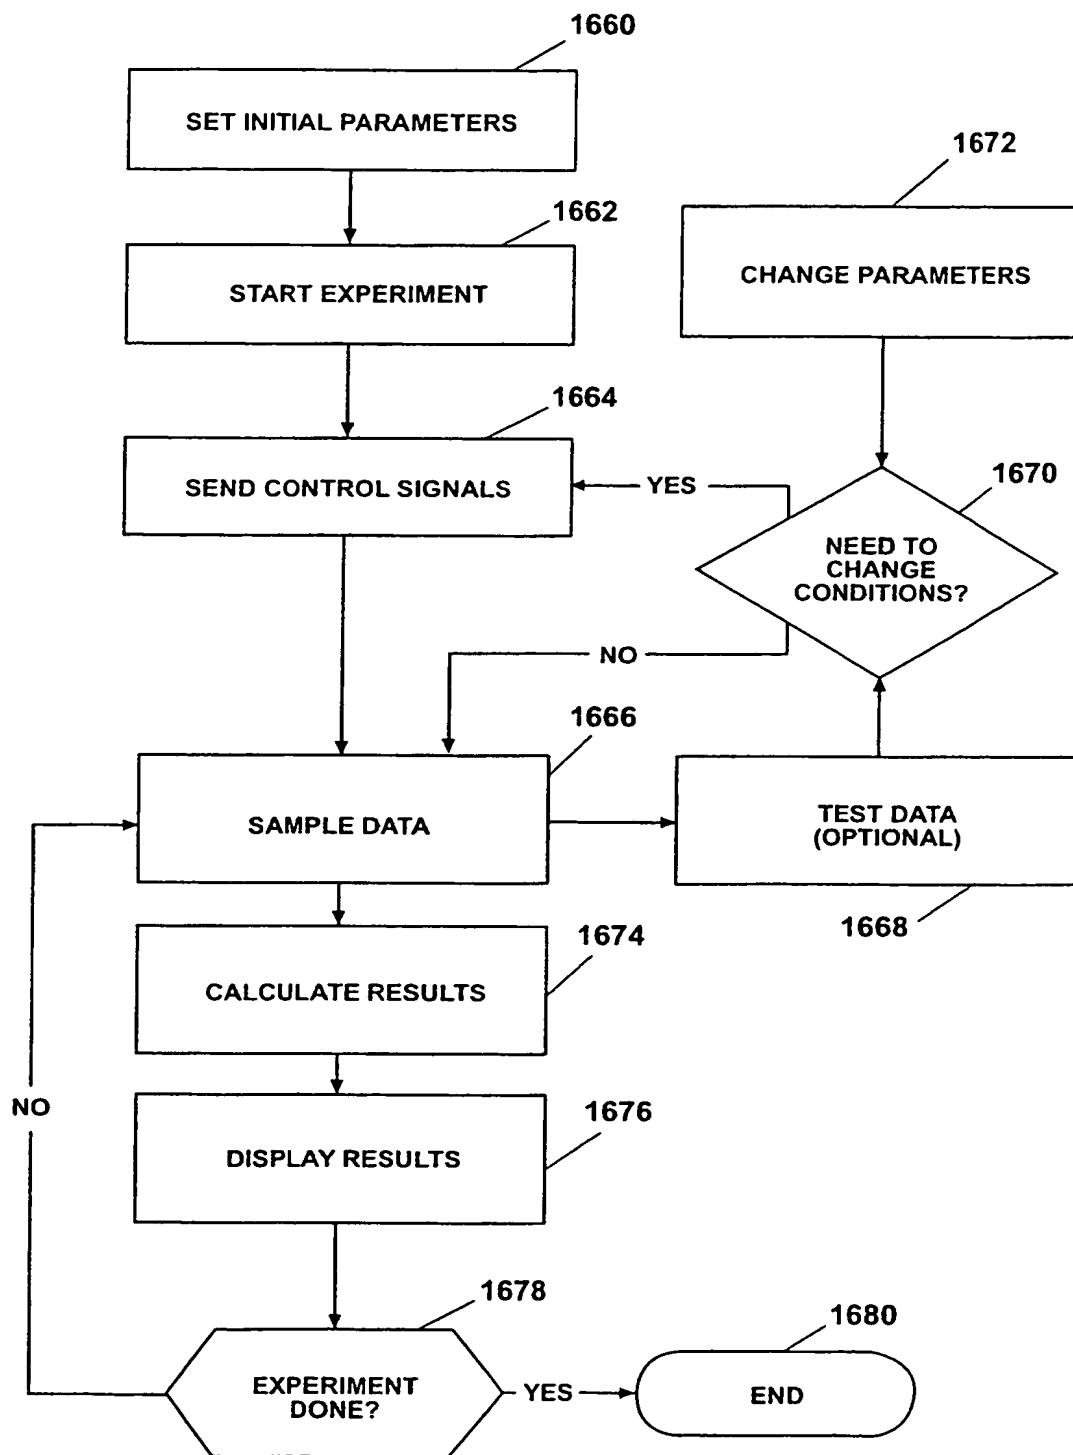 1660
SET INITIAL PARAMETERS
1672
1662
START EXPERIMENT
CHANGE PARAMETERS
1664
SEND CONTROL SIGNALS
YES
1670
NEED TO
CHANGE
CONDITIONS?
NO
1666
SAMPLE DATA
TEST DATA
(OPTIONAL)
1668
1674
CALCULATE RESULTS
NO
1676
DISPLAY RESULTS
1678
1680
EXPERIMENT
DONE?
YES
END